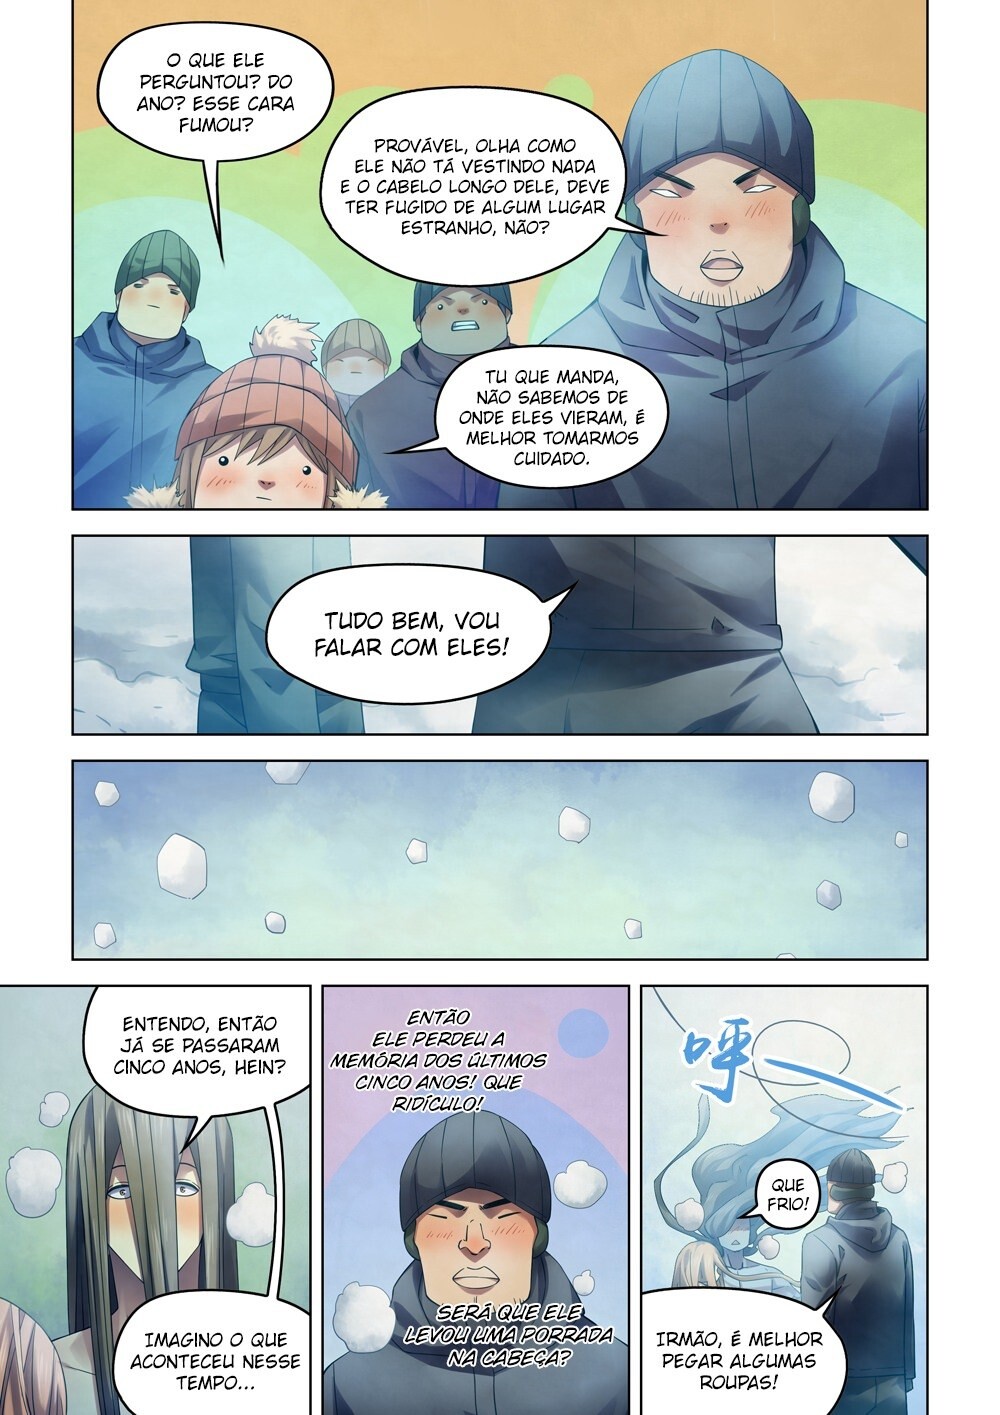 O QUE ELE
PERGUNTOU? DO
ANO? ESSE CARA
FUMOU?
PROVÁVEL, OLHA COMO
ELE NÃO TÁ VESTINDO NADA
E O CABELO LONGO DELE, DEVE
TER FUGIDO DE ALGUM LUGAR
ESTRANHO, NÃO?
TU QUE MANDA,
NÃO SABEMOS DE
ONDE ELES VIERAM, É
MELHOR TOMARMOS
CUIDADO.
TUDO BEM, VOU
FALAR COM ELES!
ENTENDO, ENTÃO
JÁ SE PASSARAM
CINCO ANOS, HEIN?
IMAGINO O QUE
ACONTECEU NESSE
TEMPO...
ENTÃO
ELE PERDEU A
MEMÓRIA DOS ÚLTIMOS
CINCO ANOS! QUE
RIDÍCULO!
SERÁ QUE ELE
LEVOU UMA PORRADA
NA CABEÇA?
呼
QUE
FRIO!
IRMÃO, É MELHOR
PEGAR ALGUMAS
ROUPAS!